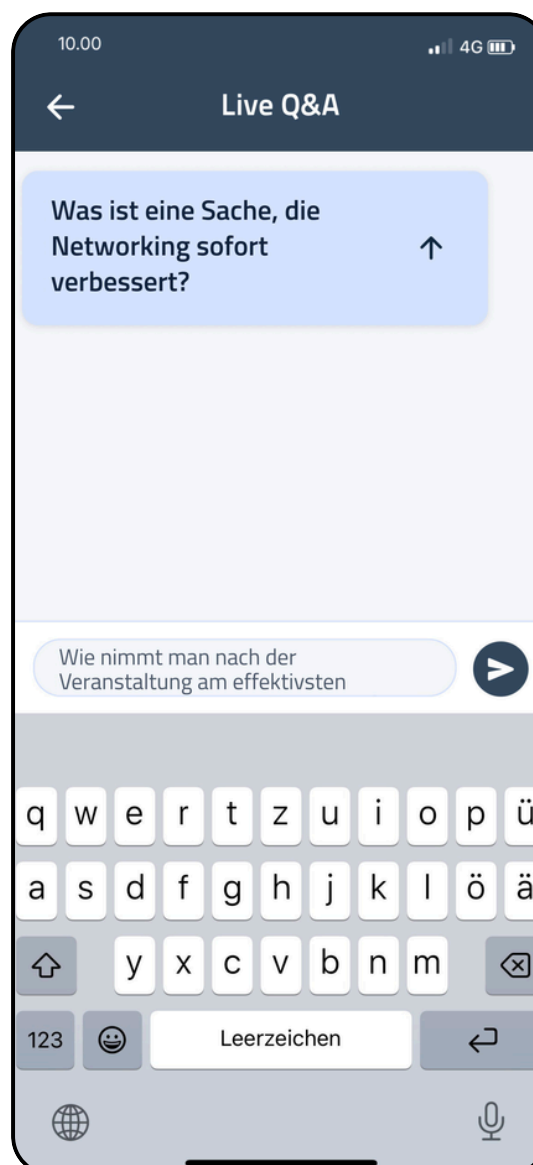 10.00
4G
Live Q&A
Was ist eine Sache, die
Networking sofort
verbessert?
Wie nimmt man nach der
Veranstaltung am effektivsten
q w e r t z u i o p ü
a s d f g h j k l ö ä
y x c v b n m
123 Leerzeichen